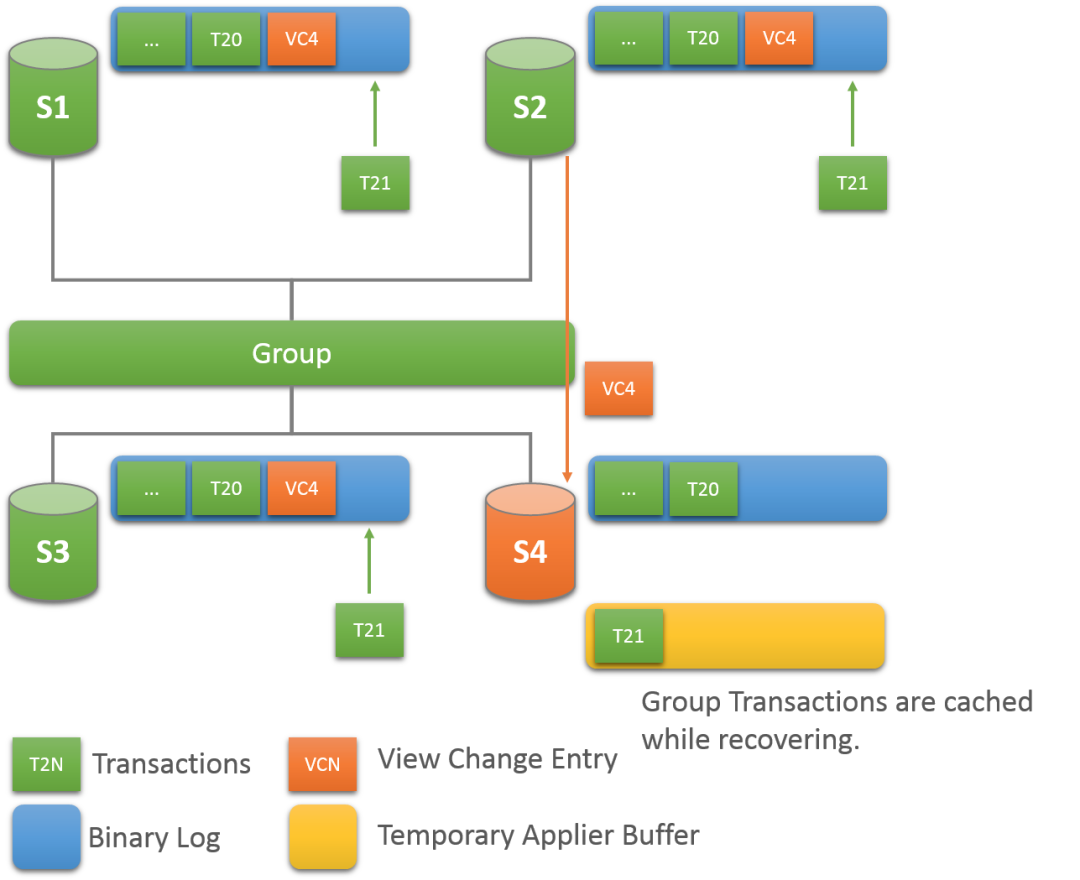 ... T20 VC4
S1
T21
... T20 VC4
S2
T21
Group
VC4
... T20 VC4
S3
T21
... T20
S4
T21
Group Transactions are cached
while recovering.
T2N Transactions
VCN View Change Entry
Binary Log
Temporary Applier Buffer